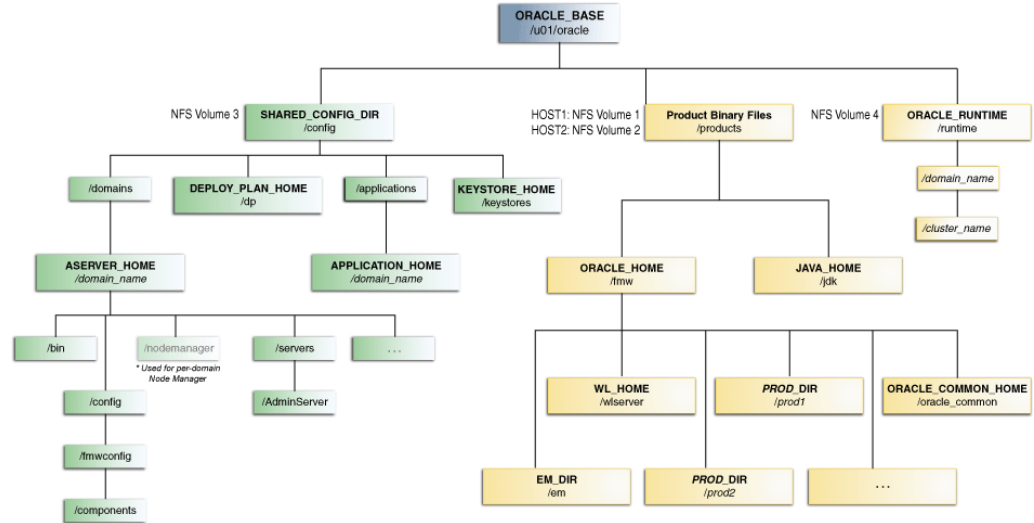 ORACLE_BASE
/u01/oracle
NFS Volume 3
SHARED_CONFIG_DIR
/config
HOST1: NFS Volume 1
HOST2: NFS Volume 2
Product Binary Files
/products
NFS Volume 4
ORACLE_RUNTIME
/runtime
/domains
DEPLOY_PLAN_HOME
/dp
/applications
KEYSTORE_HOME
/keystores
/domain_name
/cluster_name
ASERVER_HOME
/domain_name
APPLICATION_HOME
/domain_name
ORACLE_HOME
/fmw
JAVA_HOME
/jdk
/bin
/nodemanager
* Used for per-domain
Node Manager
/servers
...
/config
/AdminServer
WL_HOME
/wlserver
PROD_DIR
/prod1
ORACLE_COMMON_HOME
/oracle_common
/fmwconfig
/components
EM_DIR
/em
PROD_DIR
/prod2
...